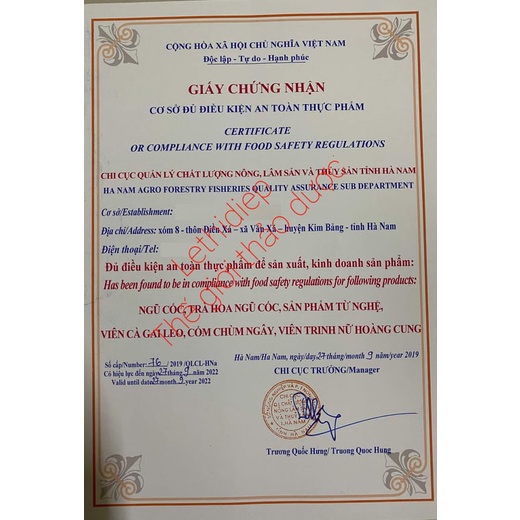 CỘNG HÒA XÃ HỘI CHỦ NGHĨA VIỆT NAM
Độc lập - Tự do - Hạnh phúc
GIẤY CHỨNG NHẬN
CƠ SỞ ĐỦ ĐIỀU KIỆN AN TOÀN THỰC PHẨM
CERTIFICATE
OR COMPLIANCE WITH FOOD SAFETY REGULATIONS
CHI CỤC QUẢN LÝ CHẤT LƯỢNG NÔNG, LÂM SẢN VÀ THỦY SẢN TỈNH HÀ NAM
HA NAM AGRO FORESTRY FISHERIES QUALITY ASSURANCE SUB DEPARTMENT
Cơ sở/Establishment:
Địa chỉ/Address: xóm 8 - thôn Điền Xá – xã Văn Xá – huyện Kim Bảng - tỉnh Hà Nam
Điện thoại/Tel:
Letridiep
Thế giới thảo dược
Đủ điều kiện an toàn thực phẩm để sản xuất, kinh doanh sản phẩm:
Has been found to be in compliance with food safety regulations for following products:
NGŨ CỐC, TRÀ HOA NGŨ CỐC, SẢN PHẨM TỪ NGHỆ,
VIÊN CÀ GAI LEO, CỐM CHÙM NGÂY, VIÊN TRINH NỮ HOÀNG CUNG
Số cấp/Number: 76 / 2019 /QLCL-HNa
Có hiệu lực đến ngày 27 tháng 9 năm 2022
Valid until date 27 month 9 year 2022
Hà Nam/Ha Nam, ngày/day 27 tháng/month 9 năm/year 2019
CHI CỤC TRƯỞNG/Manager
Trương Quốc Hưng/ Truong Quoc Hung